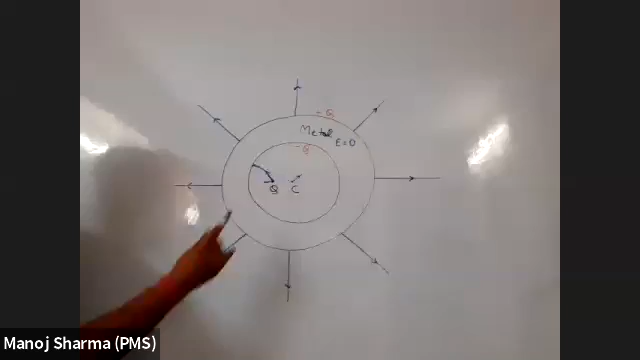 - Q
Metal
E=0
- Q
Q
C
Manoj Sharma (PMS)